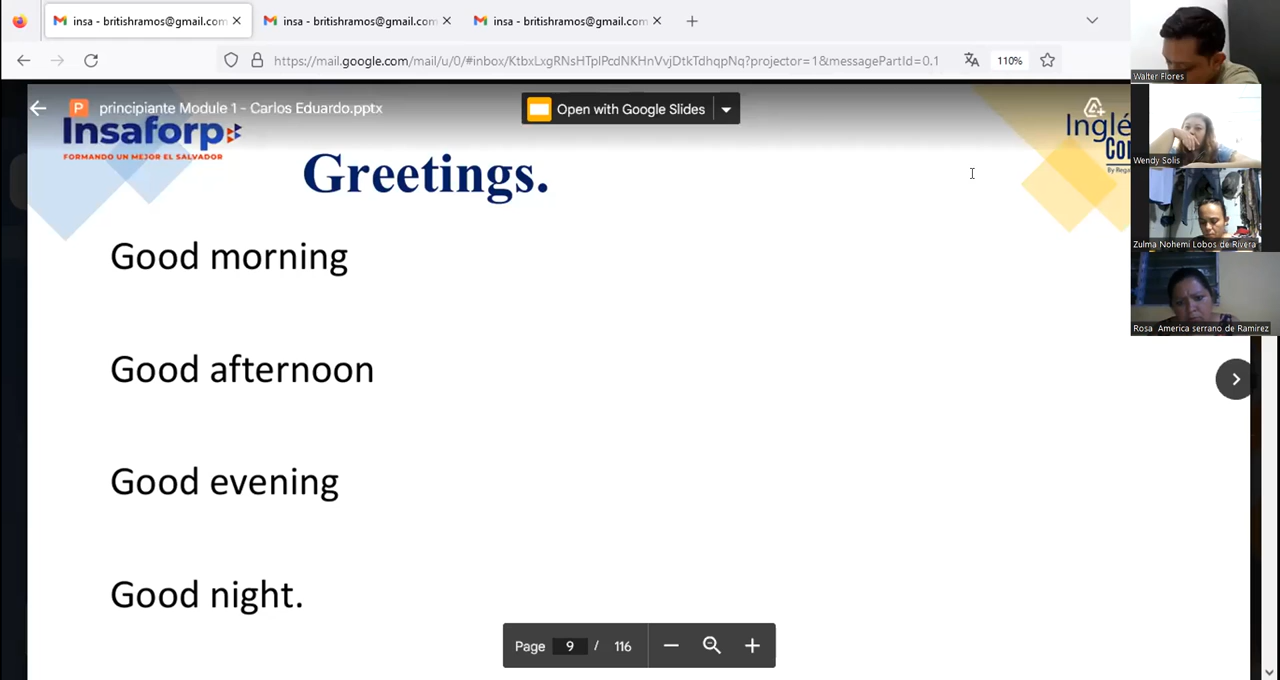 insa - britishramos@gmail.com
insa - britishramos@gmail.com
insa - britishramos@gmail.com
https://mail.google.com/mail/u/0/#inbox/KtbxLxgRNsHTpIPcdNKHnVvjDtkTdhqpNq?projector=1&messagePartId=0.1
110%
principiante Module 1 - Carlos Eduardo.pptx
Open with Google Slides
Insaforp
FORMANDO UN MEJOR EL SALVADOR
Greetings.
Good morning
Good afternoon
Good evening
Good night.
Page 9 / 116
Walter Flores
Wendy Solis
Zulma Nohemi Lobos de Rivera
Rosa America serrano de Ramirez